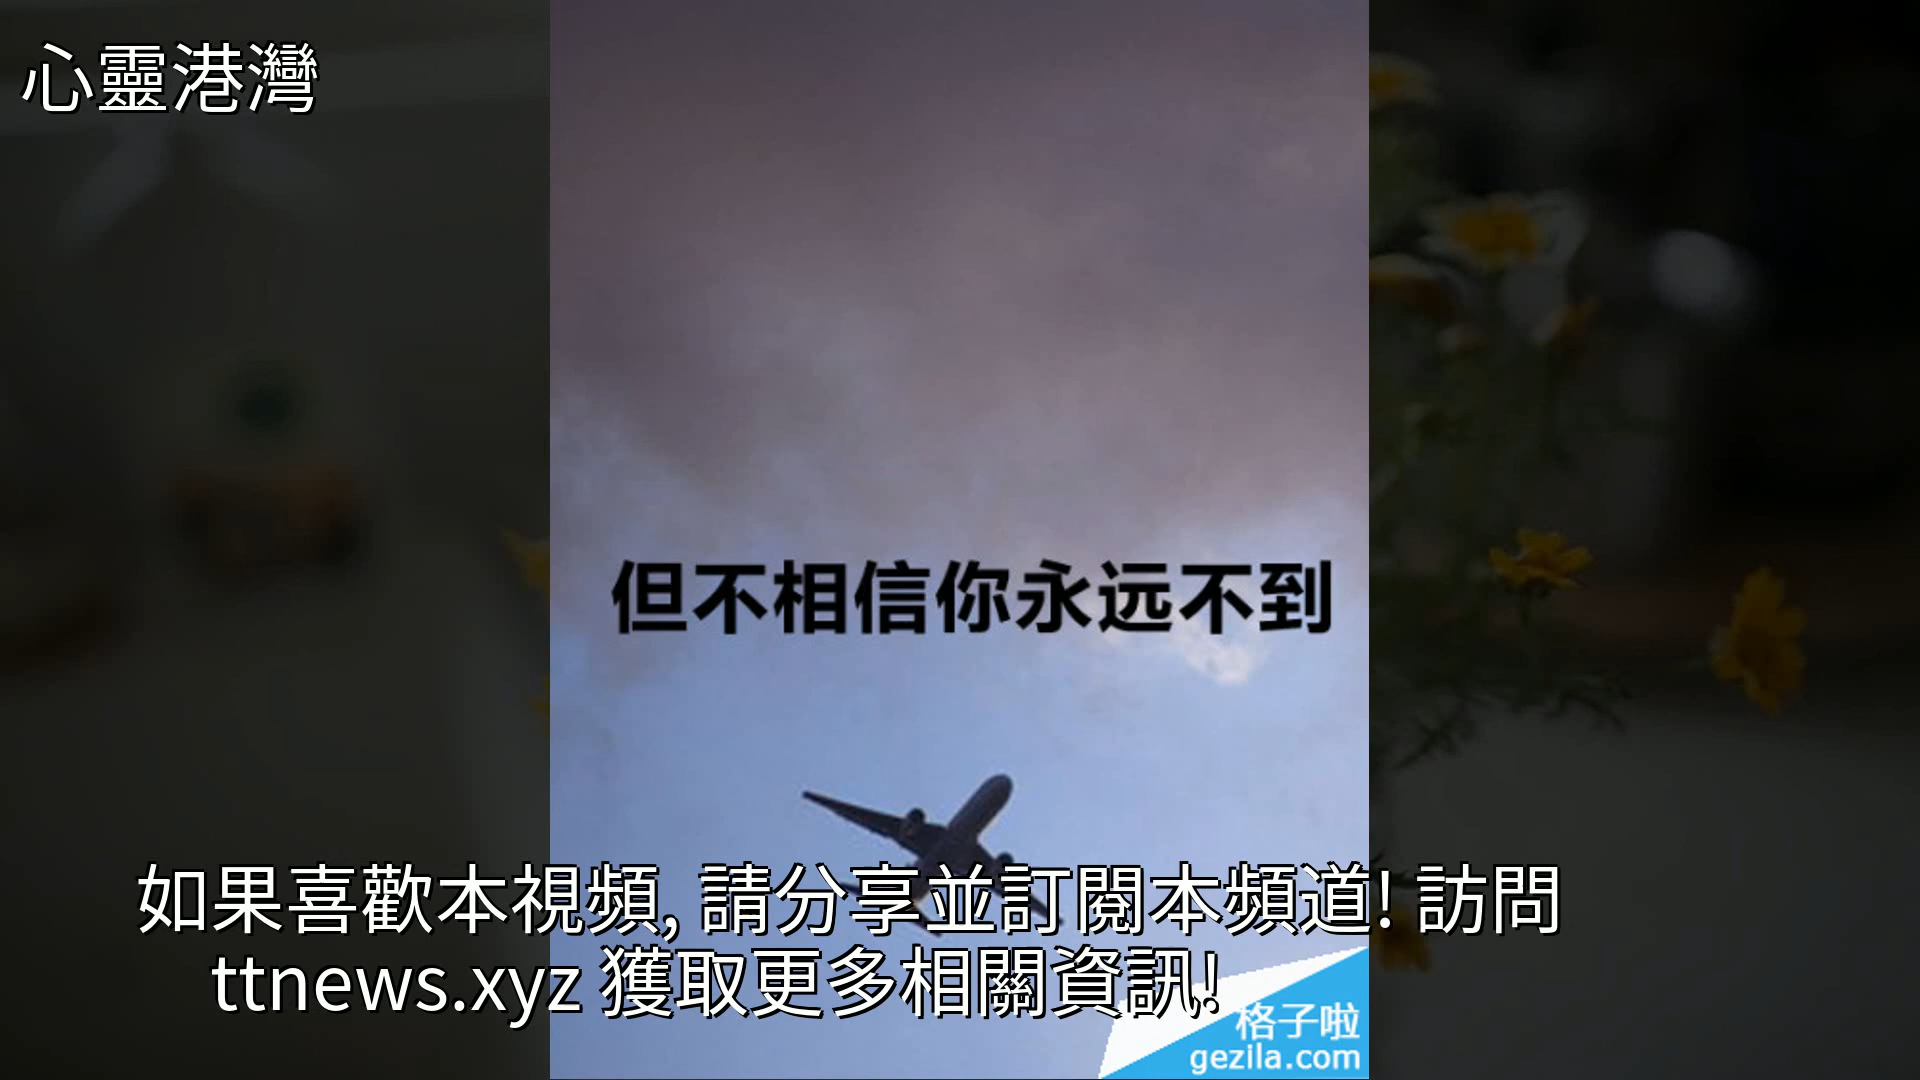 心靈港灣
但不相信你永远不到
如果喜歡本視頻, 請分享並訂閱本頻道! 訪問
ttnews.xyz 獲取更多相關資訊!
格子啦
gezila.com